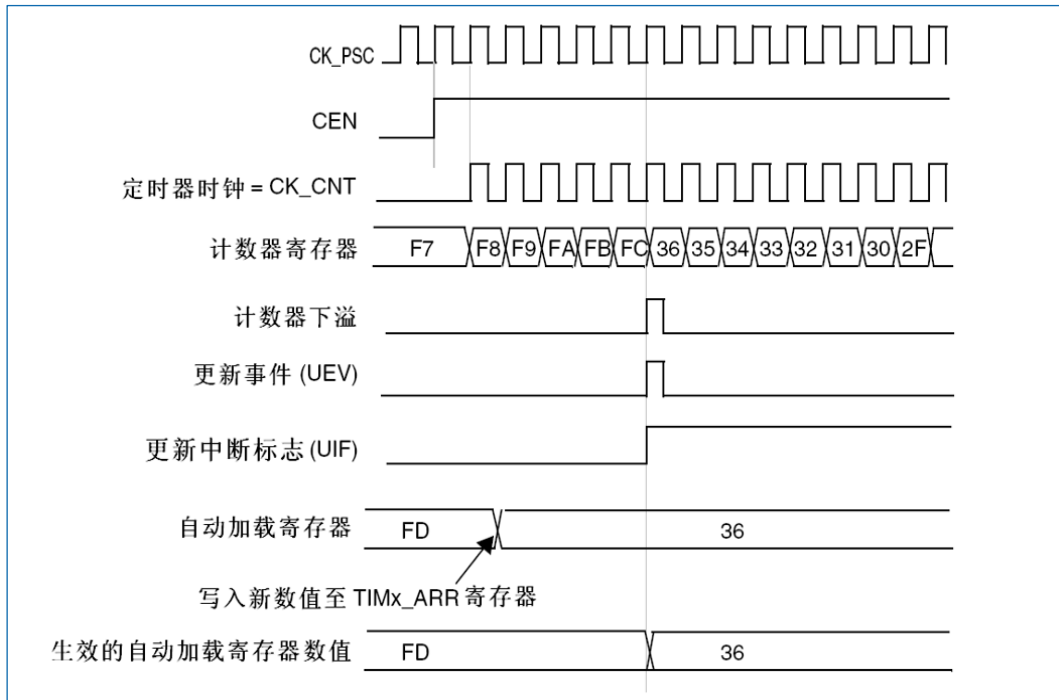 CK_PSC
CEN
定时器时钟 = CK_CNT
计数器寄存器 F7 F8 F9 FA FB FC 36 35 34 33 32 31 30 2F
计数器下溢
更新事件 (UEV)
更新中断标志 (UIF)
自动加载寄存器 FD 36
写入新数值至 TIMx_ARR 寄存器
生效的自动加载寄存器数值 FD 36